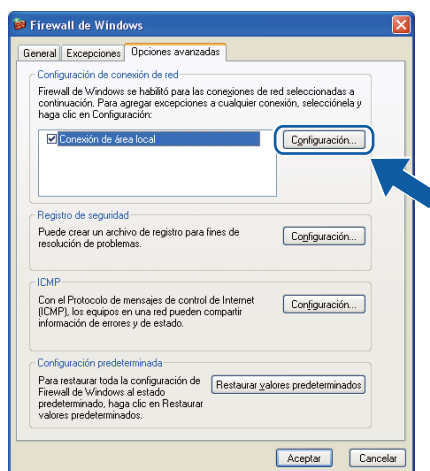 Firewall de Windows
General Excepciones Opciones avanzadas
Configuración de conexión de red
Firewall de Windows se habilitó para las conexiones de red seleccionadas a
continuación. Para agregar excepciones a cualquier conexión, selecciónela y
haga clic en Configuración:
Conexión de área local
Configuración...
Registro de seguridad
Puede crear un archivo de registro para fines de
resolución de problemas.
Configuración...
ICMP
Con el Protocolo de mensajes de control de Internet
(ICMP), los equipos en una red pueden compartir
información de errores y de estado.
Configuración...
Configuración predeterminada
Para restaurar toda la configuración de
Firewall de Windows al estado
predeterminado, haga clic en Restaurar
valores predeterminados.
Restaurar valores predeterminados
Aceptar Cancelar